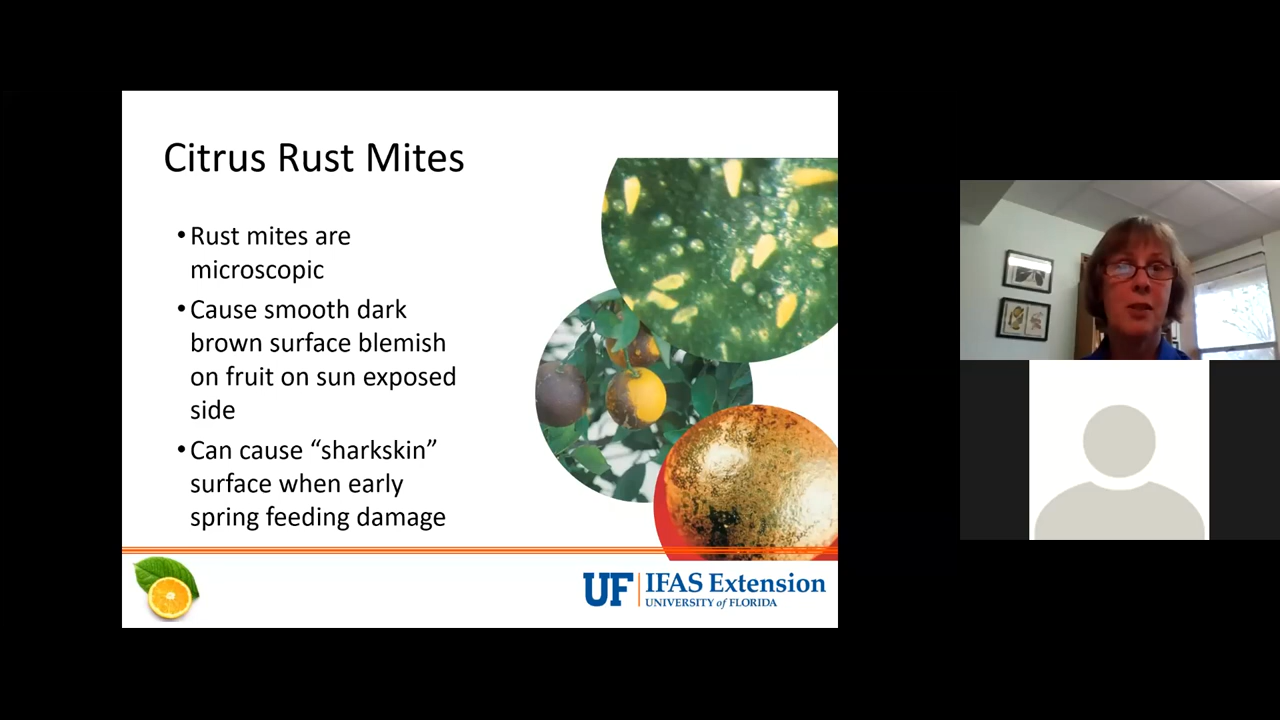 Citrus Rust Mites
•Rust mites are
microscopic
•Cause smooth dark
brown surface blemish
on fruit on sun exposed
side
•Can cause “sharkskin”
surface when early
spring feeding damage
UF IFAS Extension
UNIVERSITY of FLORIDA